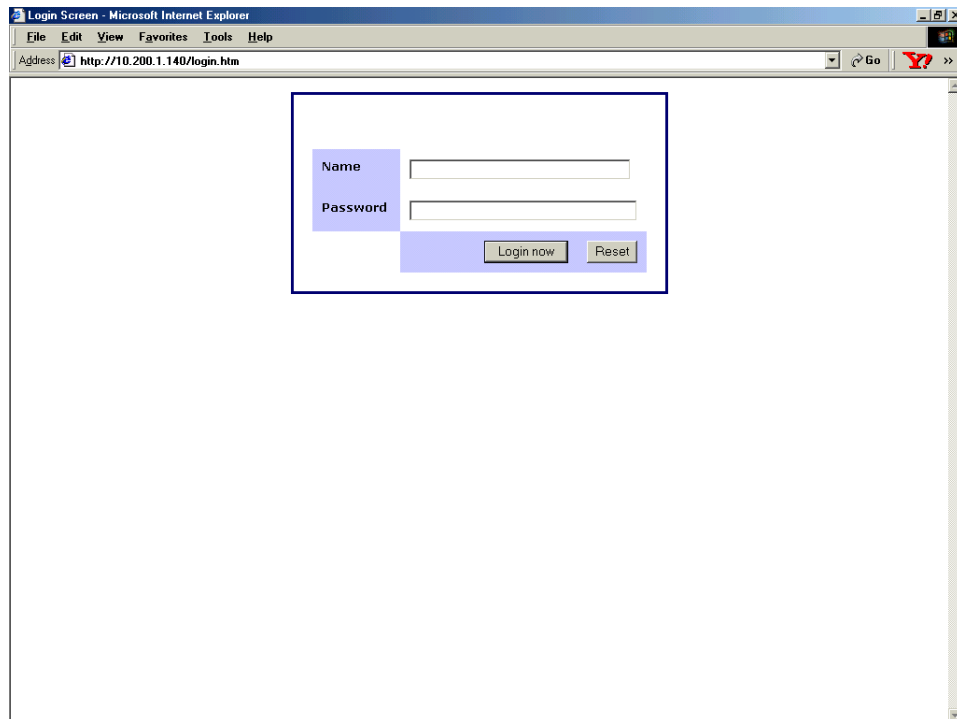 Login Screen - Microsoft Internet Explorer
File Edit View Favorites Tools Help
Address http://10.200.1.140/login.htm Go Y! »
Name
Password
Login now Reset